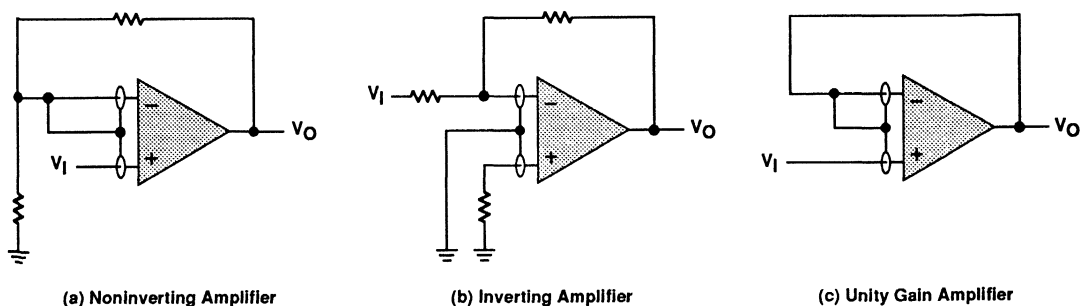 − + V_I V_O
V_I − + V_O
− + V_I V_O
(a) Noninverting Amplifier
(b) Inverting Amplifier
(c) Unity Gain Amplifier